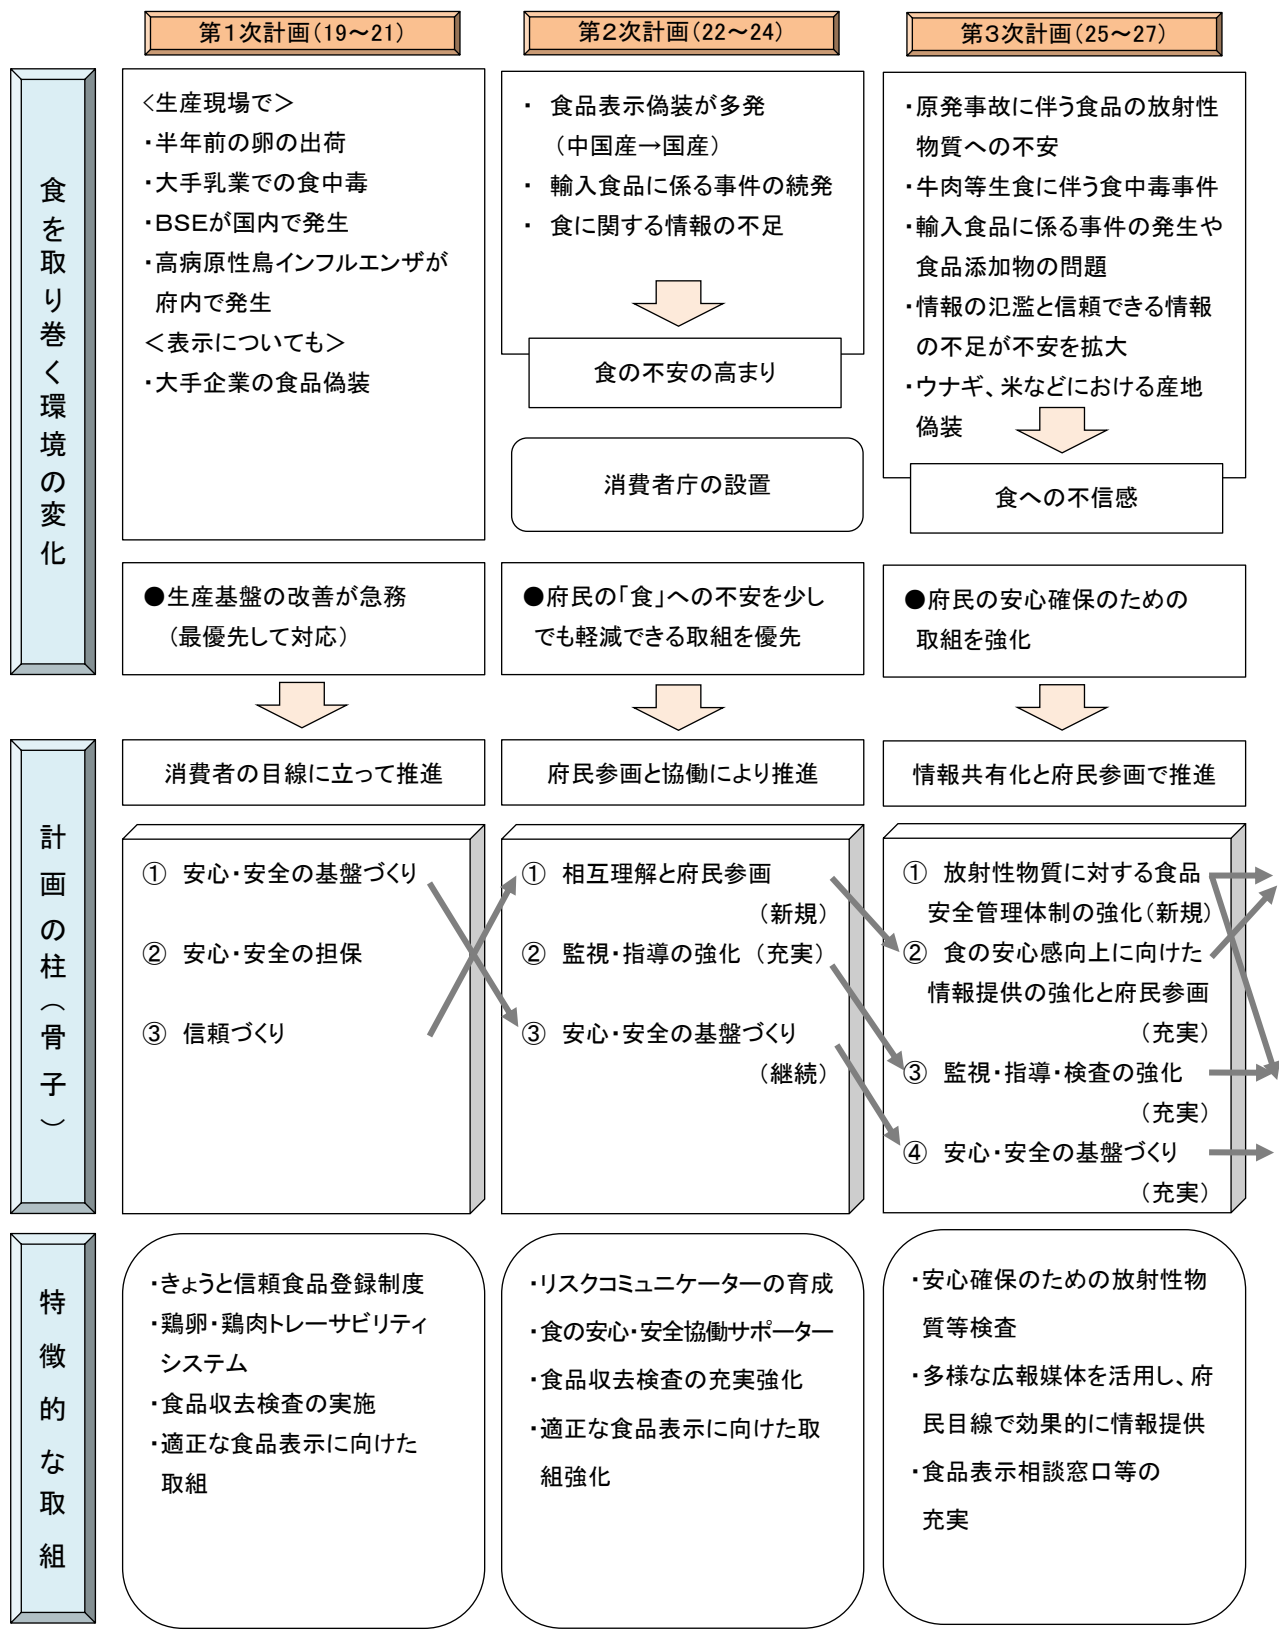 第1次計画(19～21)
第2次計画(22～24)
第3次計画(25～27)
食を取り巻く環境の変化
<生産現場で>
・半年前の卵の出荷
・大手乳業での食中毒
・BSEが国内で発生
・高病原性鳥インフルエンザが
府内で発生
＜表示についても＞
・大手企業の食品偽装
・ 食品表示偽装が多発
（中国産→国産）
・ 輸入食品に係る事件の続発
・ 食に関する情報の不足
食の不安の高まり
消費者庁の設置
・原発事故に伴う食品の放射性
物質への不安
・牛肉等生食に伴う食中毒事件
・輸入食品に係る事件の発生や
食品添加物の問題
・情報の氾濫と信頼できる情報
の不足が不安を拡大
・ウナギ、米などにおける産地
偽装
食への不信感
●生産基盤の改善が急務
（最優先して対応）
●府民の「食」への不安を少し
でも軽減できる取組を優先
●府民の安心確保のための
取組を強化
計画の柱（骨子）
消費者の目線に立って推進
府民参画と協働により推進
情報共有化と府民参画で推進
① 安心・安全の基盤づくり
② 安心・安全の担保
③ 信頼づくり
① 相互理解と府民参画
（新規）
② 監視・指導の強化（充実）
③ 安心・安全の基盤づくり
（継続）
① 放射性物質に対する食品
安全管理体制の強化（新規）
② 食の安心感向上に向けた
情報提供の強化と府民参画
（充実）
③ 監視・指導・検査の強化
（充実）
④ 安心・安全の基盤づくり
（充実）
特徴的な取組
・きょうと信頼食品登録制度
・鶏卵・鶏肉トレーサビリティ
システム
・食品収去検査の実施
・適正な食品表示に向けた
取組
・リスクコミュニケーターの育成
・食の安心・安全協働サポーター
・食品収去検査の充実強化
・適正な食品表示に向けた取
組強化
・安心確保のための放射性物
質等検査
・多様な広報媒体を活用し、府
民目線で効果的に情報提供
・食品表示相談窓口等の
充実